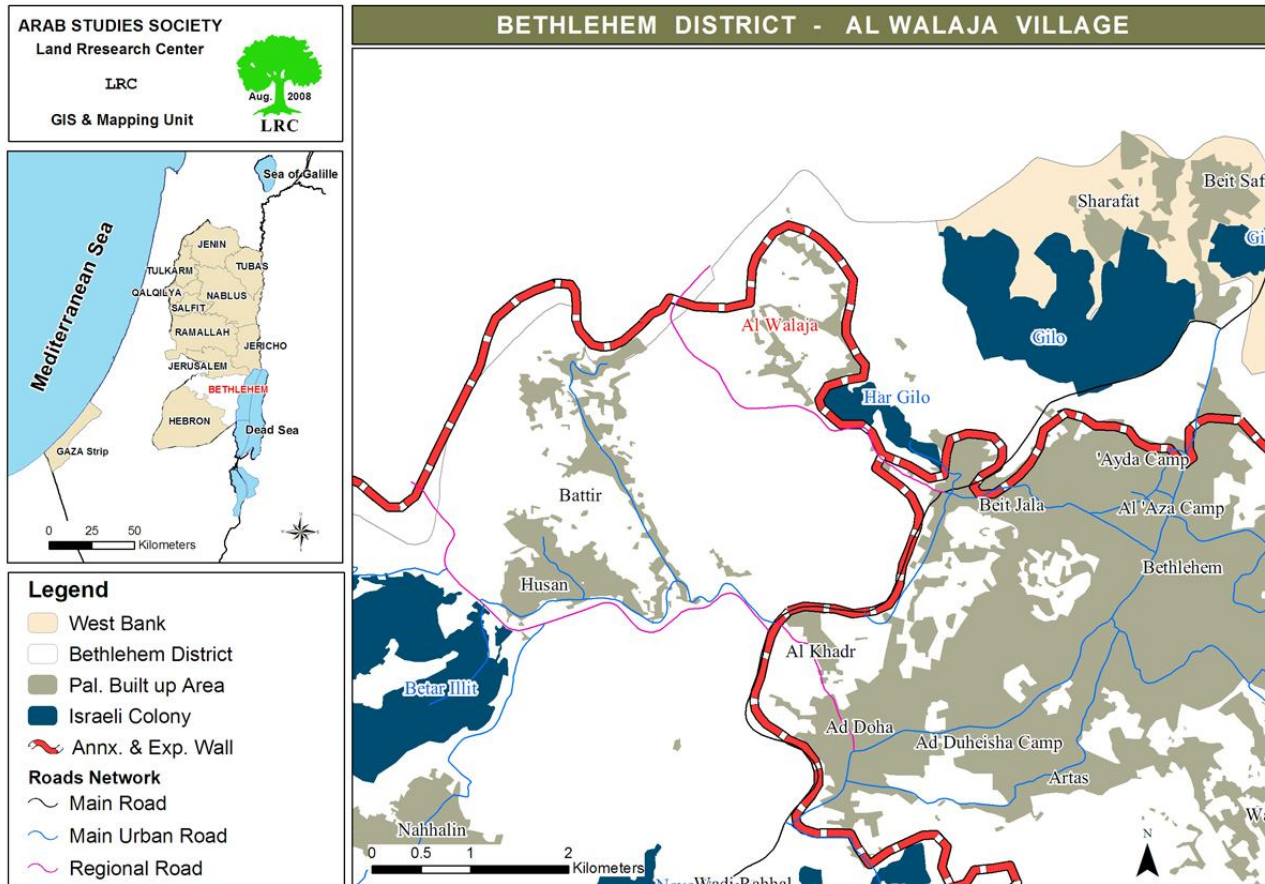 ARAB STUDIES SOCIETY
Land Rresearch Center
LRC
GIS & Mapping Unit
Aug. 2008
LRC
BETHLEHEM DISTRICT - AL WALAJA VILLAGE
Mediterranean Sea
Sea of Galille
JENIN
TULKARM
TUBAS
QALQILYA
NABLUS
SALFIT
RAMALLAH
JERICHO
JERUSALEM
BETHLEHEM
HEBRON
Dead Sea
GAZA Strip
0 25 50
Kilometers
Legend
West Bank
Bethlehem District
Pal. Built up Area
Israeli Colony
Annx. & Exp. Wall
Roads Network
Main Road
Main Urban Road
Regional Road
Sharafat
Beit Saf
Gi
Al Walaja
Gilo
Har Gilo
'Ayda Camp
Battir
Beit Jala
Al 'Aza Camp
Bethlehem
Husan
Al Khadr
Betar Illit
Ad Doha
Ad Duheisha Camp
Artas
Nahhalin
Wa
N
0 0.5 1 2
Kilometers
Wadi Rahhal